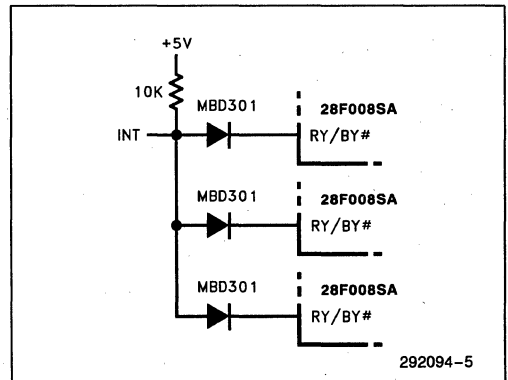 +5V
10K
MBD301
28F008SA
INT
RY/BY#
MBD301
28F008SA
RY/BY#
MBD301
28F008SA
RY/BY#
292094-5